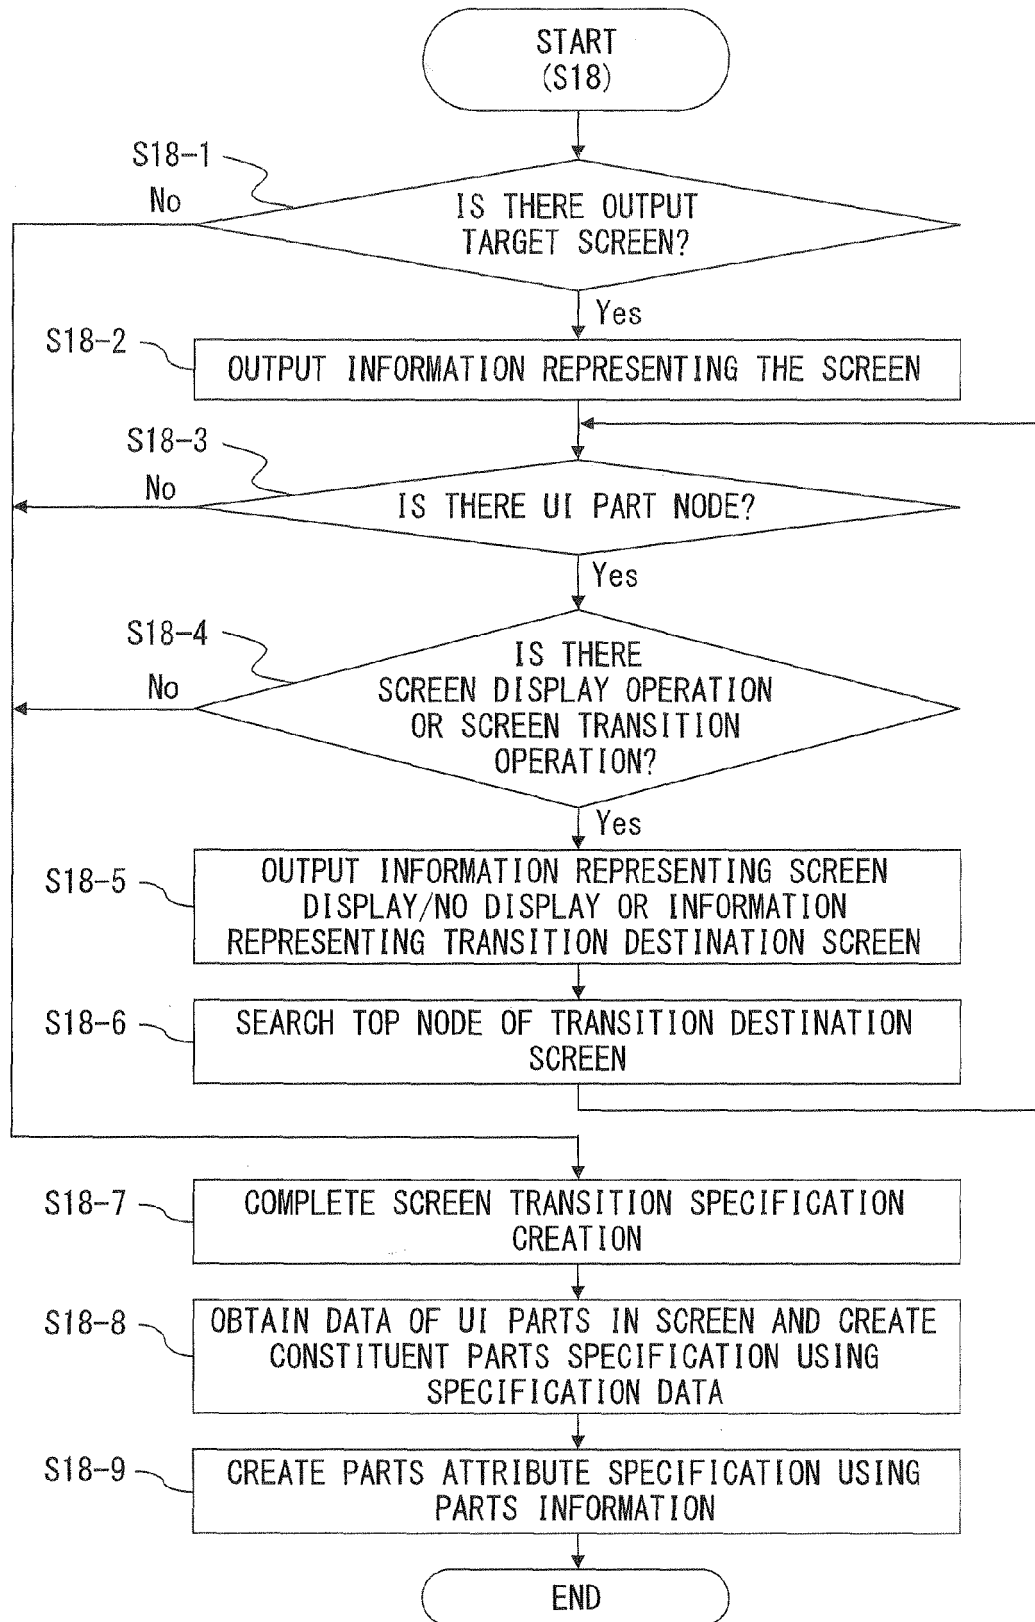 START
(S18)
S18-1
No
IS THERE OUTPUT
TARGET SCREEN?
Yes
S18-2
OUTPUT INFORMATION REPRESENTING THE SCREEN
S18-3
No
IS THERE UI PART NODE?
Yes
S18-4
No
IS THERE
SCREEN DISPLAY OPERATION
OR SCREEN TRANSITION
OPERATION?
Yes
S18-5
OUTPUT INFORMATION REPRESENTING SCREEN
DISPLAY/NO DISPLAY OR INFORMATION
REPRESENTING TRANSITION DESTINATION SCREEN
S18-6
SEARCH TOP NODE OF TRANSITION DESTINATION
SCREEN
S18-7
COMPLETE SCREEN TRANSITION SPECIFICATION
CREATION
S18-8
OBTAIN DATA OF UI PARTS IN SCREEN AND CREATE
CONSTITUENT PARTS SPECIFICATION USING
SPECIFICATION DATA
S18-9
CREATE PARTS ATTRIBUTE SPECIFICATION USING
PARTS INFORMATION
END